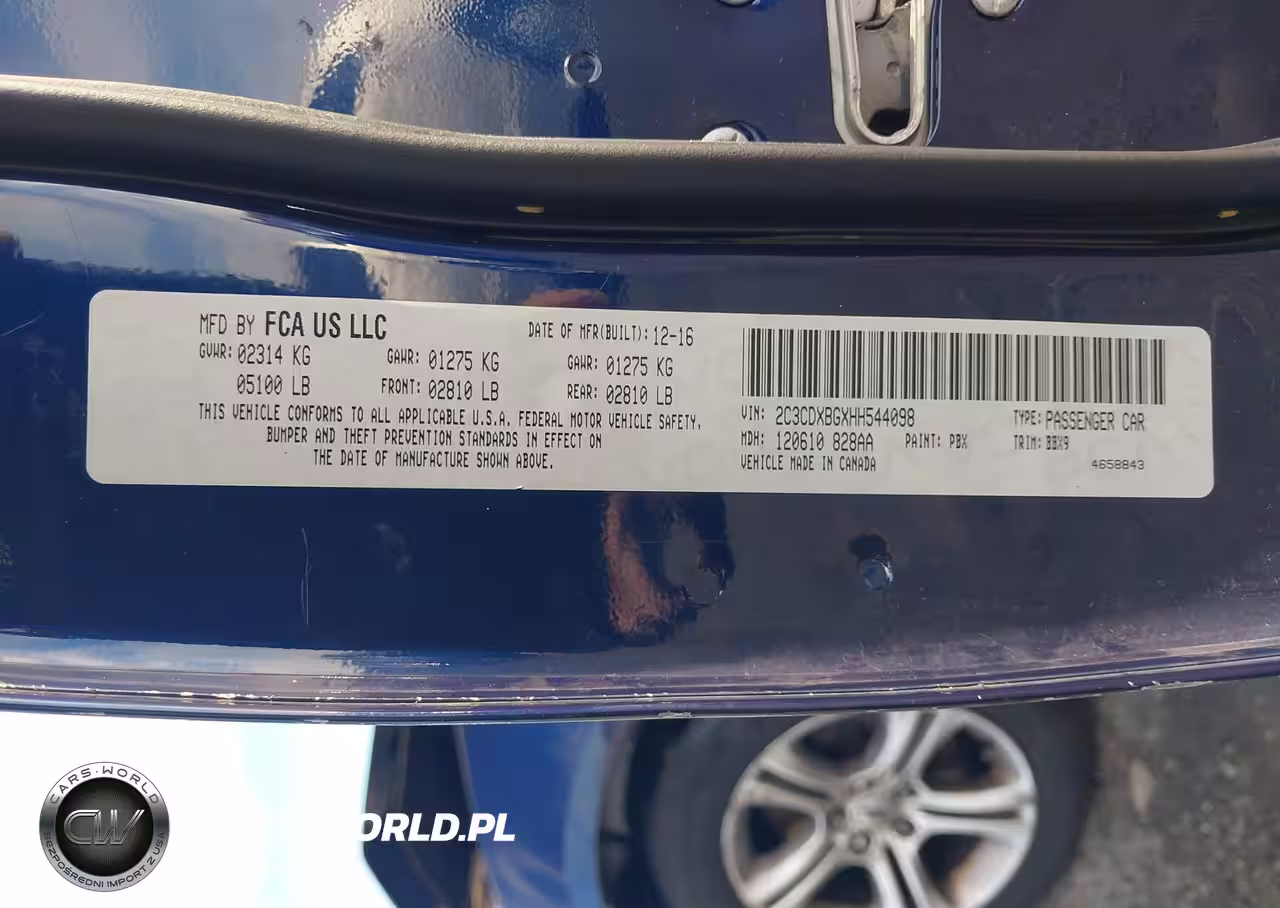 MFD BY FCA US LLC DATE OF MFR(BUILT): 12-16
GVWR: 02314 KG GAWR: 01275 KG GAWR: 01275 KG
05100 LB FRONT: 02810 LB REAR: 02810 LB
THIS VEHICLE CONFORMS TO ALL APPLICABLE U.S.A. FEDERAL MOTOR VEHICLE SAFETY,
BUMPER AND THEFT PREVENTION STANDARDS IN EFFECT ON
THE DATE OF MANUFACTURE SHOWN ABOVE.
VIN: 2C3CDXBGXHH544098 TYPE: PASSENGER CAR
MDH: 120610 828AA PAINT: PBX TRIM: BBX9
VEHICLE MADE IN CANADA 4658843
CARS-WORLD
CW
BEZPOŚREDNI IMPORT Z USA
ORLD.PL